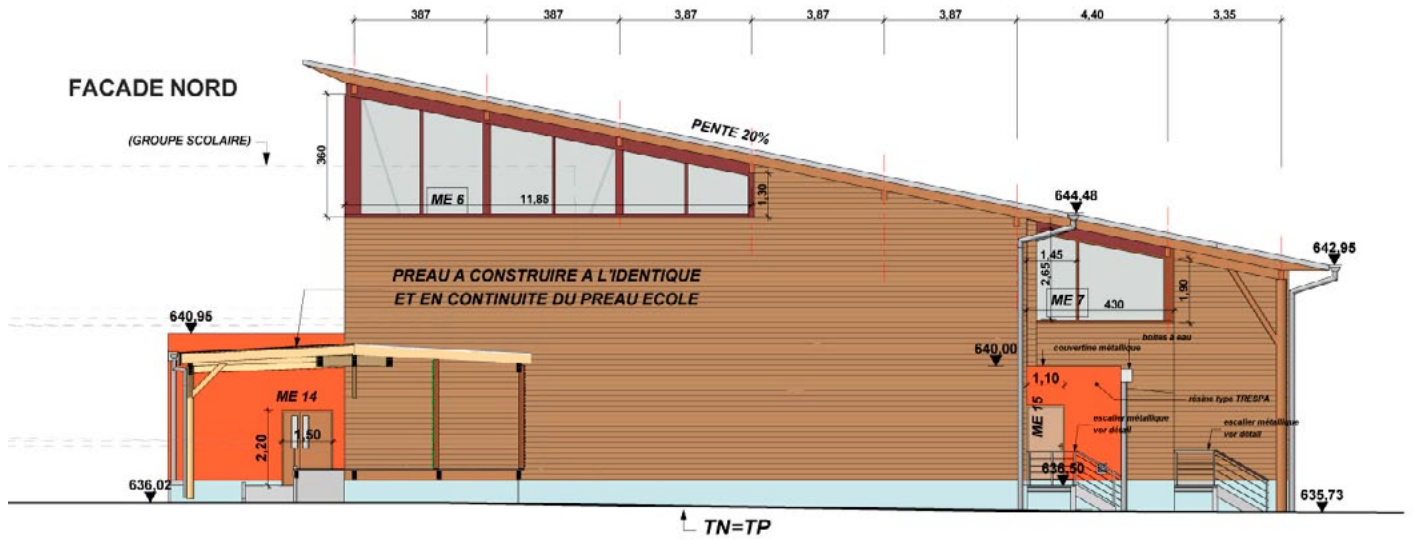 387 387 3,87 3,87 3,87 4,40 3,35
FACADE NORD
(GROUPE SCOLAIRE)
PENTE 20%
360
ME 6
11,85
1,30
644,48
642,95
1,45
2,65
ME 7
430
1,90
PREAU A CONSTRUIRE A L'IDENTIQUE
ET EN CONTINUITE DU PREAU ECOLE
640,95
640,00
couvertine métallique
boites à eau
1,10
résine type TRESPA
ME 14
ME 15
escalier métallique
vor détail
escalier métallique
vor détail
2,20
1,50
636,50
636,02
635,73
TN=TP